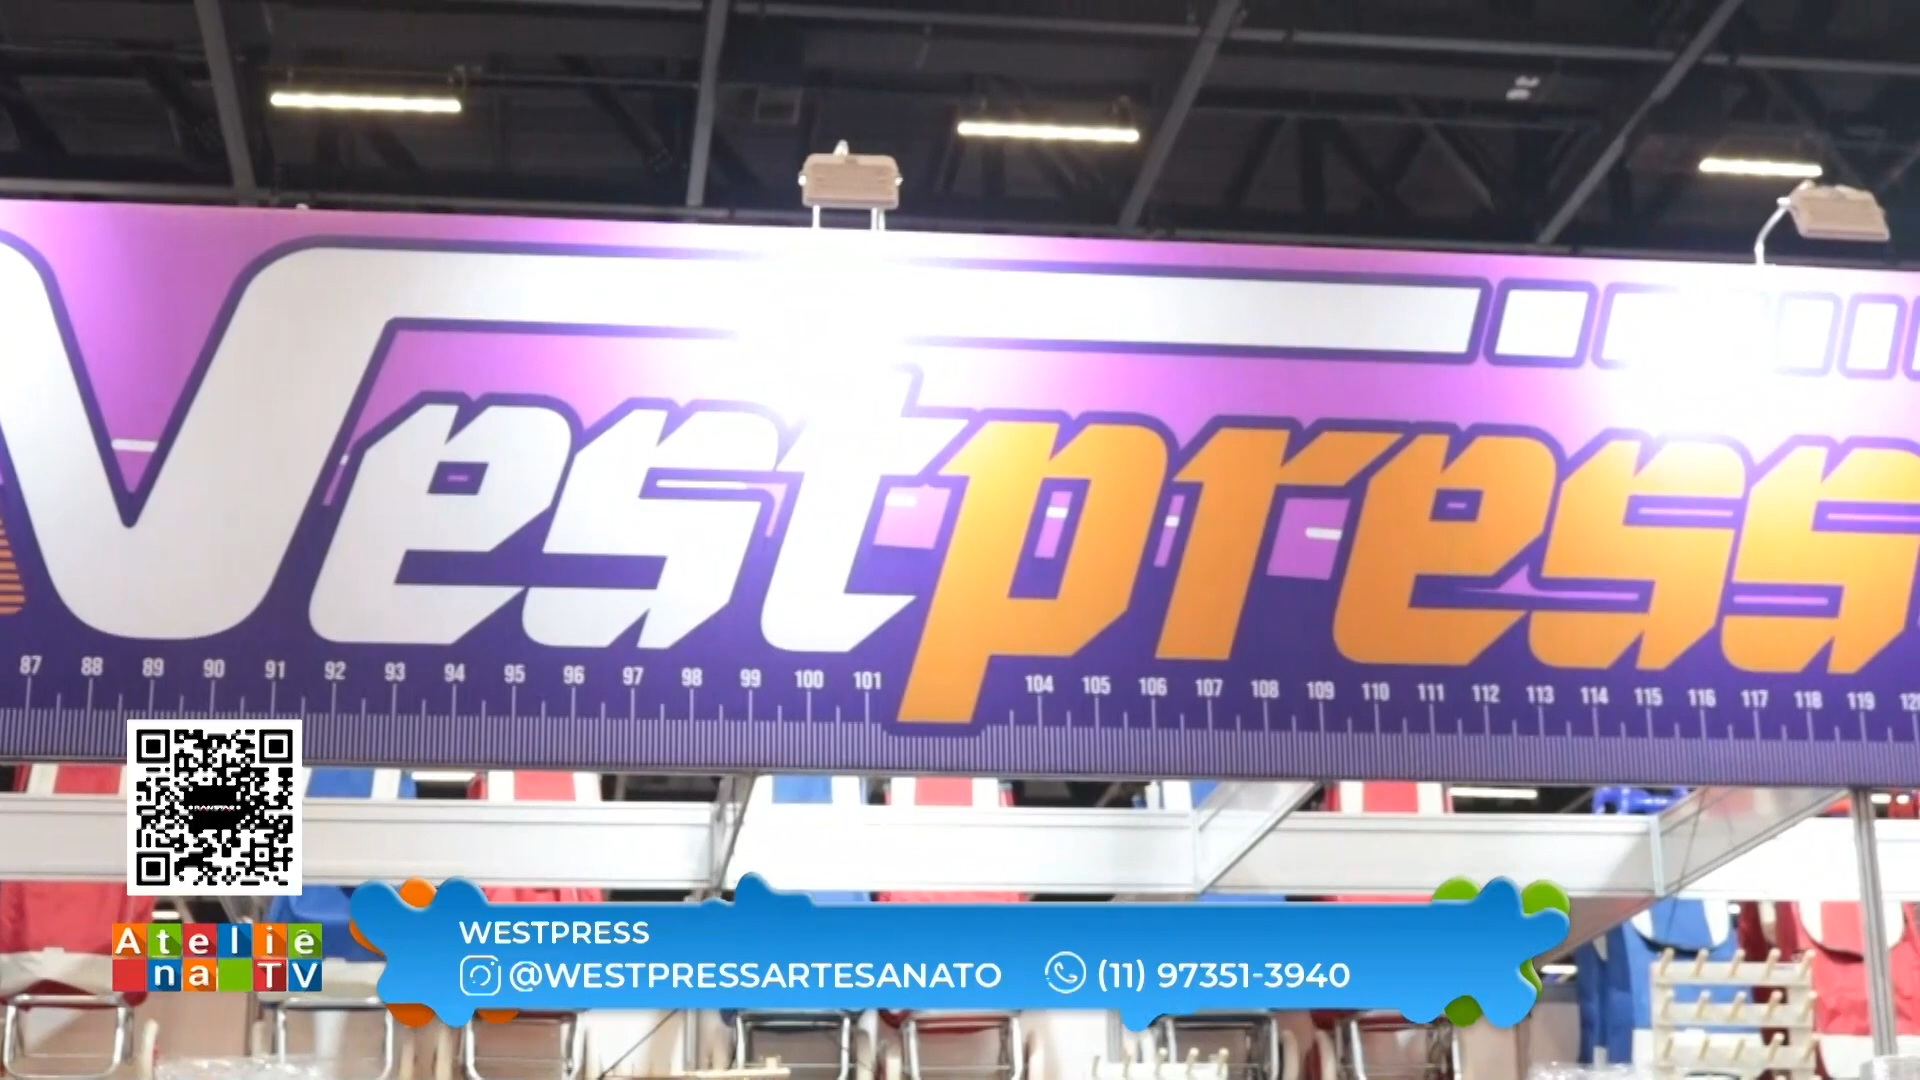 Westpress
87 88 89 90 91 92 93 94 95 96 97 98 99 100 101 104 105 106 107 108 109 110 111 112 113 114 115 116 117 118 119
Ateliê
na TV
WESTPRESS
@WESTPRESSARTESANATO (11) 97351-3940